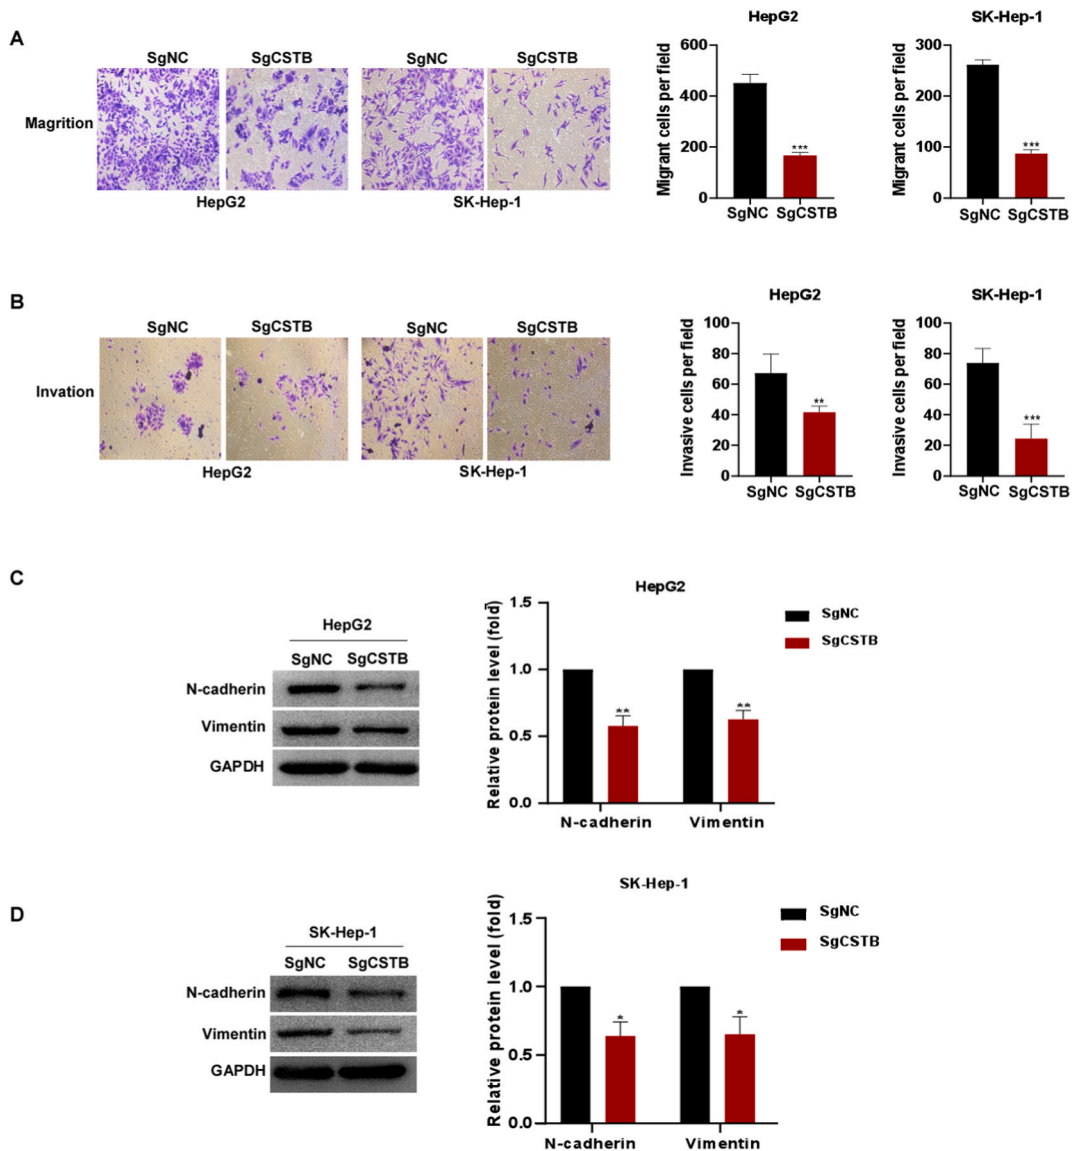 A
SgNC SgCSTB SgNC SgCSTB
Magrition
HepG2 SK-Hep-1
HepG2
Migrant cells per field
600
400
200
0
***
SgNC SgCSTB
SK-Hep-1
Migrant cells per field
300
200
100
0
***
SgNC SgCSTB
B
SgNC SgCSTB SgNC SgCSTB
Invation
HepG2 SK-Hep-1
HepG2
Invasive cells per field
100
80
60
40
20
0
**
SgNC SgCSTB
SK-Hep-1
Invasive cells per field
100
80
60
40
20
0
***
SgNC SgCSTB
C
HepG2
SgNC SgCSTB
N-cadherin
Vimentin
GAPDH
HepG2
Relative protein level (fold)
1.5
1.0
0.5
0.0
** **
N-cadherin Vimentin
SgNC
SgCSTB
D
SK-Hep-1
SgNC SgCSTB
N-cadherin
Vimentin
GAPDH
SK-Hep-1
Relative protein level (fold)
1.5
1.0
0.5
0.0
* *
N-cadherin Vimentin
SgNC
SgCSTB